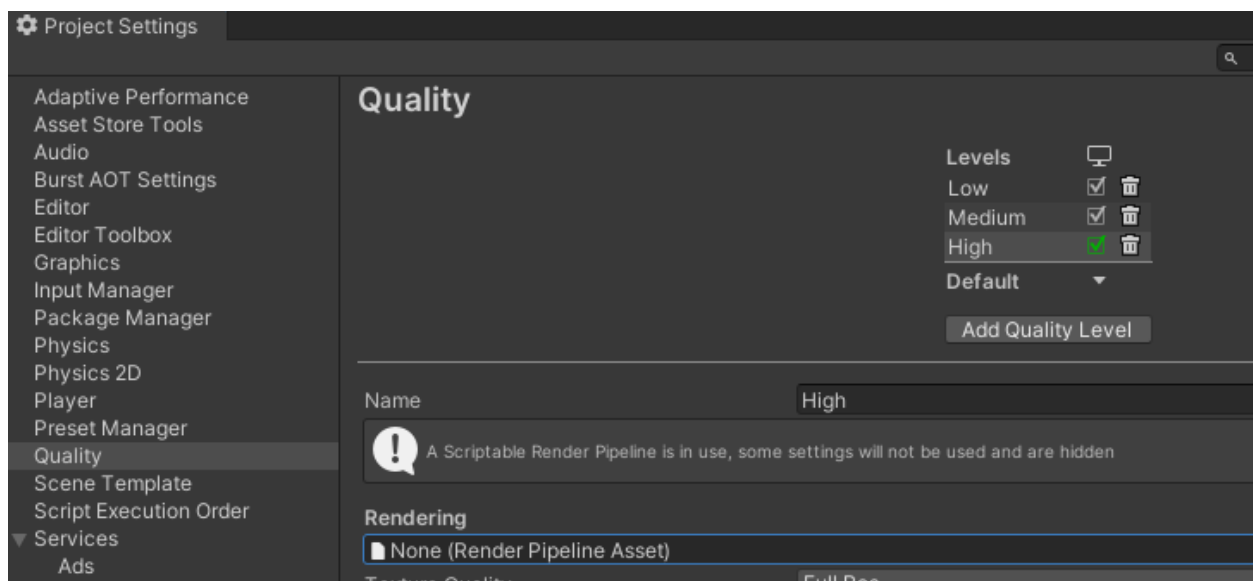 Project Settings
Adaptive Performance
Asset Store Tools
Audio
Burst AOT Settings
Editor
Editor Toolbox
Graphics
Input Manager
Package Manager
Physics
Physics 2D
Player
Preset Manager
Quality
Scene Template
Script Execution Order
Services
Ads
Quality
Levels
Low
Medium
High
Default
Add Quality Level
Name High
A Scriptable Render Pipeline is in use, some settings will not be used and are hidden
Rendering
None (Render Pipeline Asset)